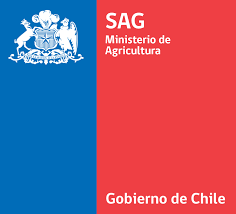 SAG
Ministerio de
Agricultura
Gobierno de Chile